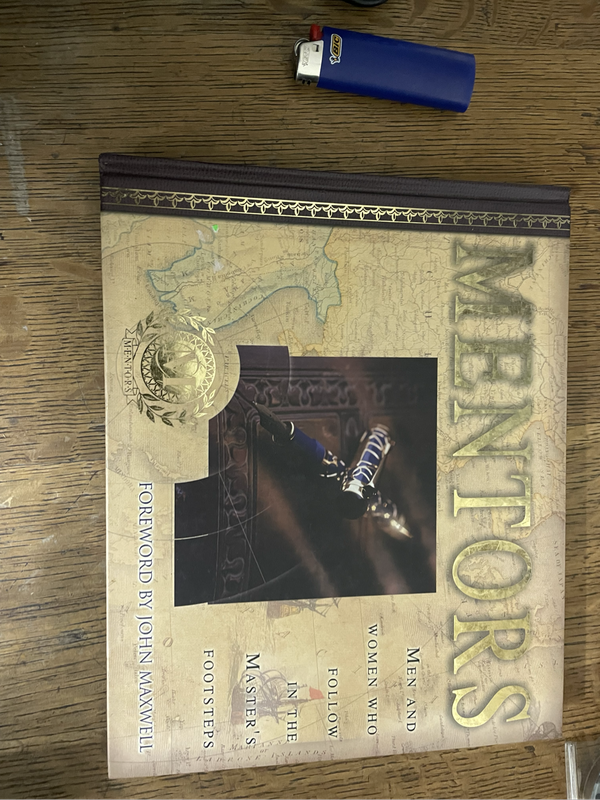 BIC
MENTORS
MEN AND
WOMEN WHO
FOLLOW
IN THE
MASTER'S
FOOTSTEPS
MENTORS
FOREWORD BY JOHN MAXWELL